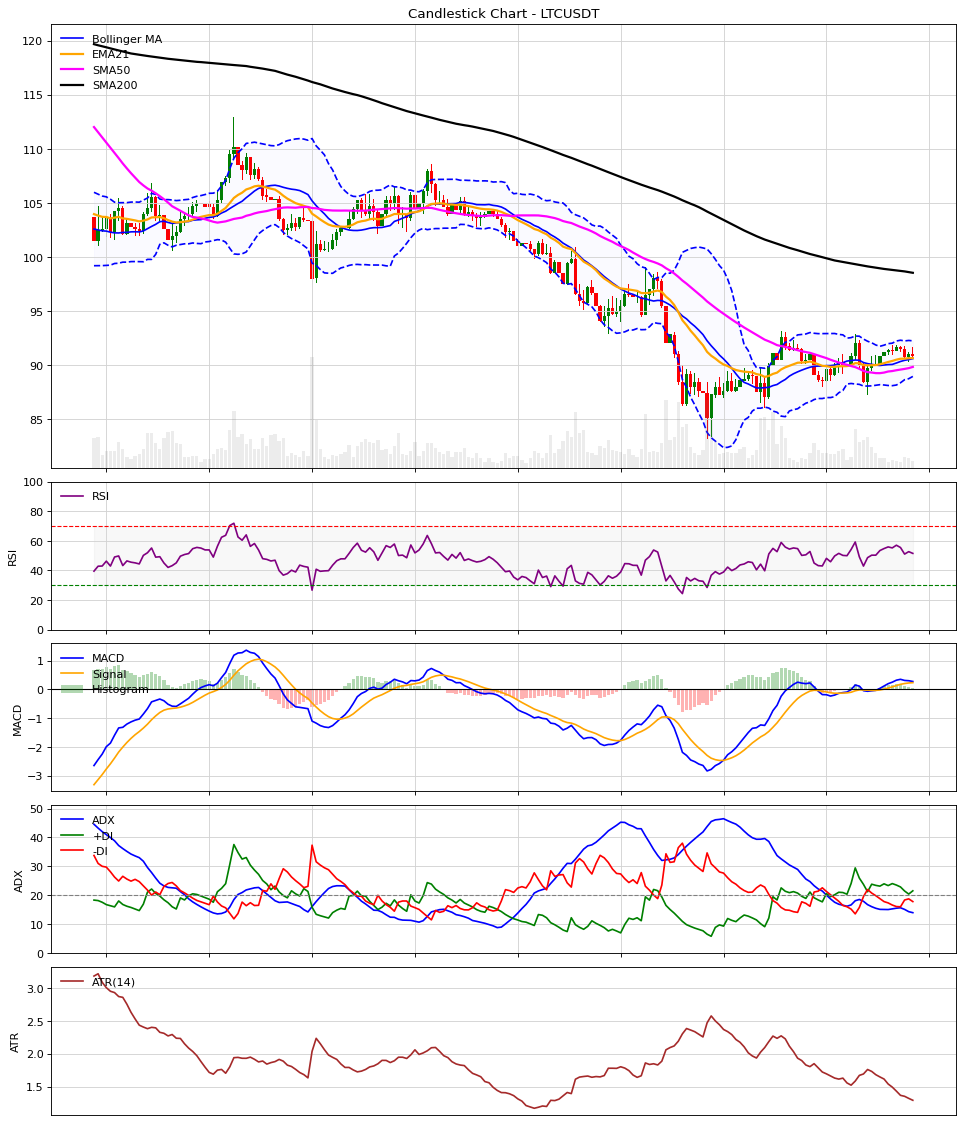 Candlestick Chart - LTCUSDT
Bollinger MA
EMA21
SMA50
SMA200
120
115
110
105
100
95
90
85
RSI
100
80
60
40
20
0
RSI
MACD
Signal
Histogram
1
0
−1
−2
−3
MACD
ADX
+DI
-DI
50
40
30
20
10
0
ADX
ATR(14)
3.0
2.5
2.0
1.5
ATR